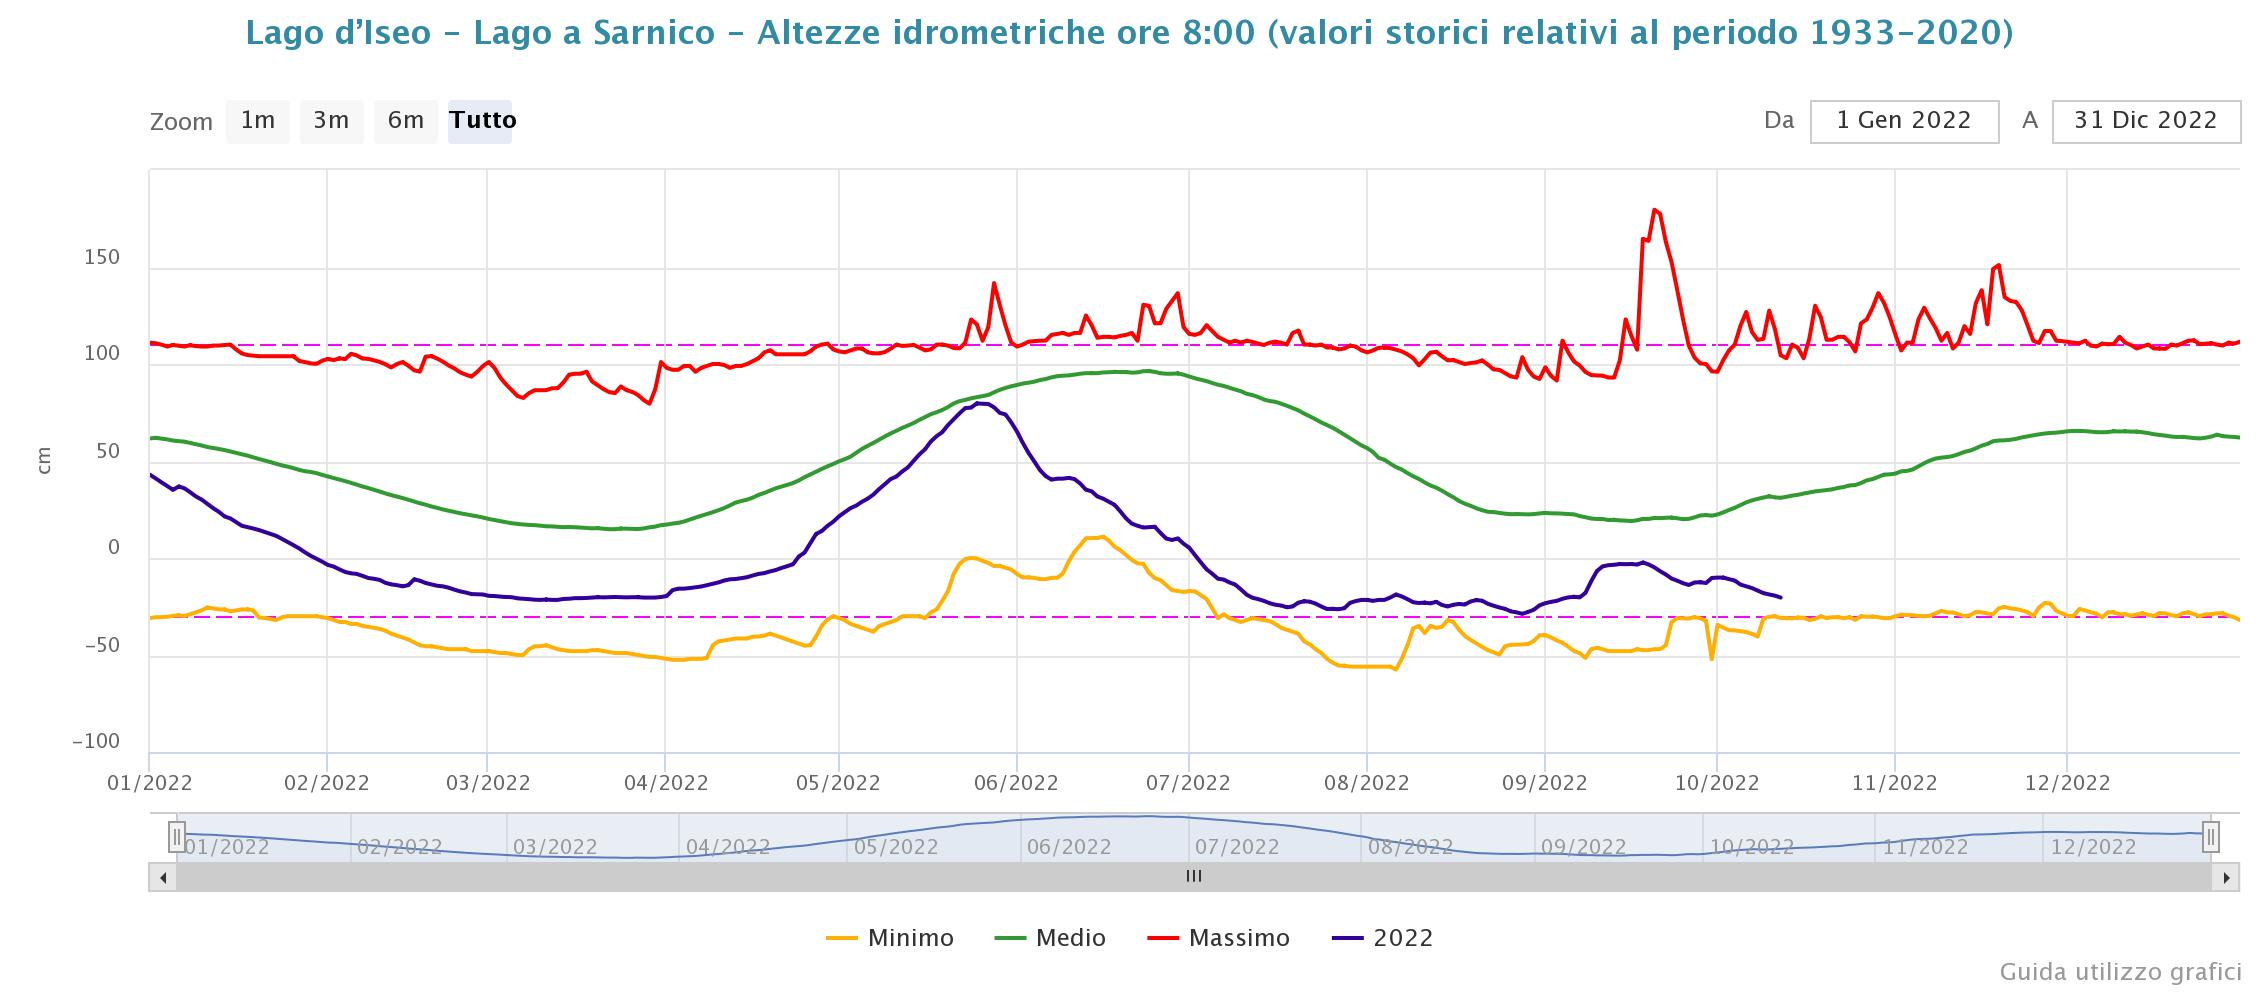 Lago d’Iseo – Lago a Sarnico – Altezze idrometriche ore 8:00 (valori storici relativi al periodo 1933–2020)
Zoom 1m 3m 6m Tutto Da 1 Gen 2022 A 31 Dic 2022
150
100
50
cm
0
–50
–100
01/2022 02/2022 03/2022 04/2022 05/2022 06/2022 07/2022 08/2022 09/2022 10/2022 11/2022 12/2022
01/2022 02/2022 03/2022 04/2022 05/2022 06/2022 07/2022 08/2022 09/2022 10/2022 11/2022 12/2022
Minimo Medio Massimo 2022
Guida utilizzo grafici